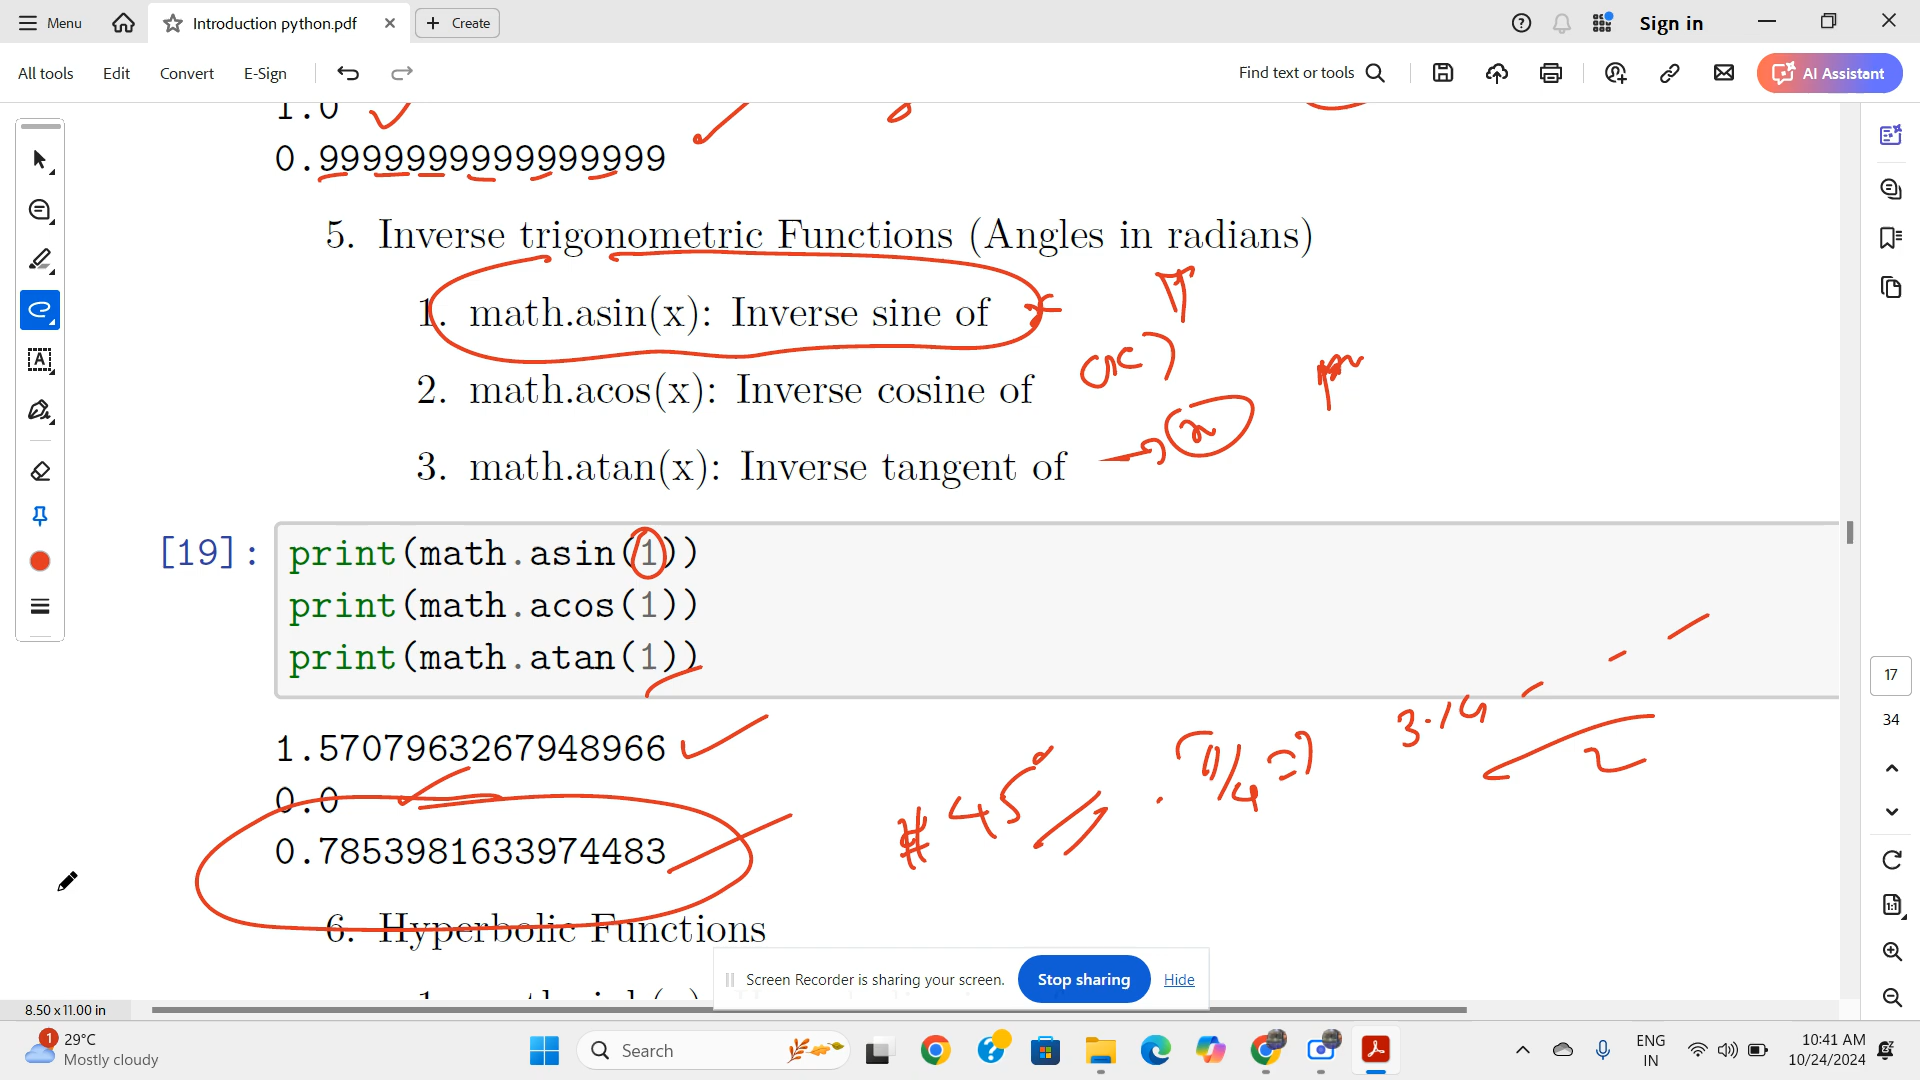 Menu
Introduction python.pdf
Create
Sign in
All tools
Edit
Convert
E-Sign
Find text or tools
AI Assistant
1.0
0.9999999999999999
5. Inverse trigonometric Functions (Angles in radians)
1. math.asin(x): Inverse sine of
2. math.acos(x): Inverse cosine of
3. math.atan(x): Inverse tangent of
x
[19]:
print(math.asin(1))
print(math.acos(1))
print(math.atan(1))
1.5707963267948966
0.0
0.7853981633974483
# 45°
π/4 =)
3.14
2
6. Hyperbolic Functions
17
34
Screen Recorder is sharing your screen.
Stop sharing
Hide
8.50 x 11.00 in
1
29°C
Mostly cloudy
Search
ENG
IN
10:41 AM
10/24/2024